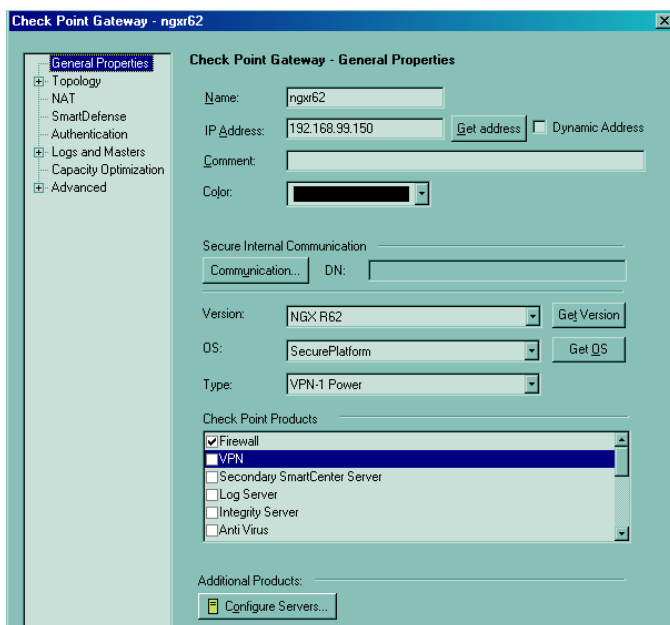 Check Point Gateway - ngxr62
General Properties
Topology
NAT
SmartDefense
Authentication
Logs and Masters
Capacity Optimization
Advanced
Check Point Gateway - General Properties
Name: ngxr62
IP Address: 192.168.99.150 Get address Dynamic Address
Comment:
Color:
Secure Internal Communication
Communication... DN:
Version: NGX R62 Get Version
OS: SecurePlatform Get OS
Type: VPN-1 Power
Check Point Products
Firewall
VPN
Secondary SmartCenter Server
Log Server
Integrity Server
Anti Virus
Additional Products:
Configure Servers...